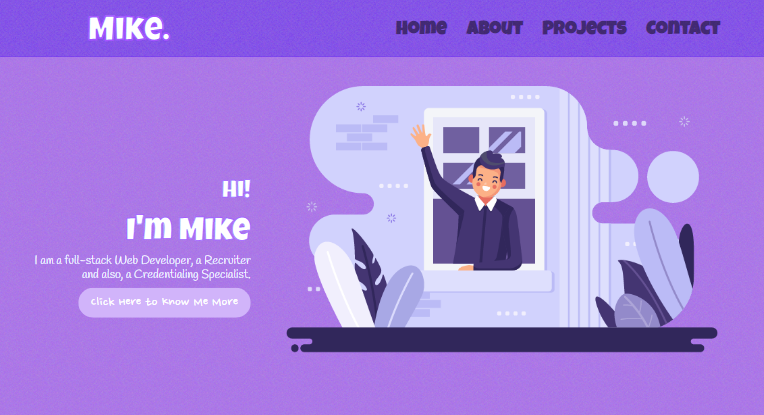 Mike.
Home About Projects Contact
Hi!
I'm Mike
I am a full-stack Web Developer, a Recruiter
and also, a Credentialing Specialist.
Click Here to Know Me More